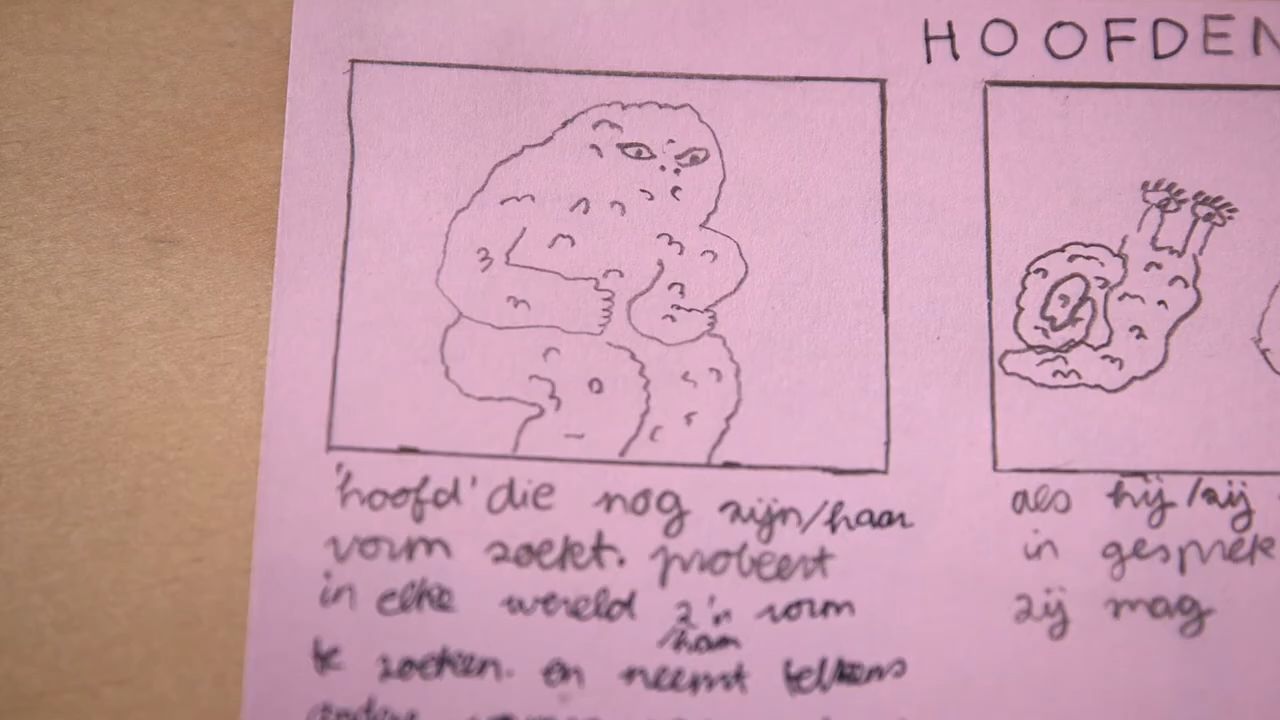 HOOFDEN
'hoofd' die nog zijn/haar
vorm zoekt. probeert
in elke wereld z'n vorm
/haar
te zoeken. en neemt telkens
andere
als hij/zij
in gesprek
zij mag